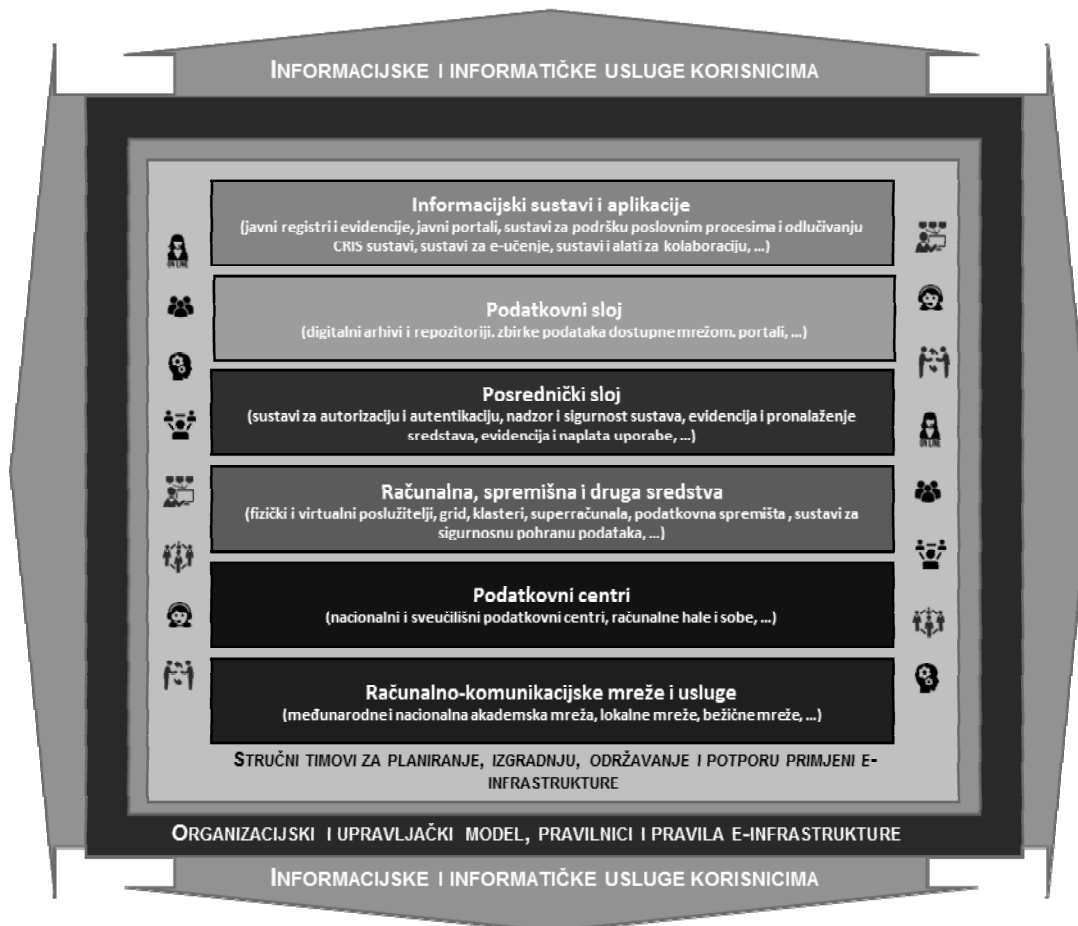 INFORMACIJSKE I INFORMATIČKE USLUGE KORISNICIMA
Informacijski sustavi i aplikacije
(javni registri i evidencije, javni portali, sustavi za podršku poslovnim procesima i odlučivanju
CRIS sustavi, sustavi za e-učenje, sustavi i alati za kolaboraciju, ...)
ON LINE
Podatkovni sloj
(digitalni arhivi i repozitoriji, zbirke podataka dostupne mrežom, portali, ...)
Posrednički sloj
(sustavi za autorizaciju i autentikaciju, nadzor i sigurnost sustava, evidencija i pronalaženje
sredstava, evidencija i naplata uporabe, ...)
ON LINE
Računalna, spremišna i druga sredstva
(fizički i virtualni poslužitelji, grid, klasteri, superračunala, podatkovna spremišta , sustavi za
sigurnosnu pohranu podataka, ...)
Podatkovni centri
(nacionalni i sveučilišni podatkovni centri, računalne hale i sobe, ...)
Računalno-komunikacijske mreže i usluge
(međunarodne i nacionalna akademska mreža, lokalne mreže, bežične mreže, ...)
STRUČNI TIMOVI ZA PLANIRANJE, IZGRADNJU, ODRŽAVANJE I POTPORU PRIMJENI E-
INFRASTRUKTURE
ORGANIZACIJSKI I UPRAVLJAČKI MODEL, PRAVILNICI I PRAVILA E-INFRASTRUKTURE
INFORMACIJSKE I INFORMATIČKE USLUGE KORISNICIMA